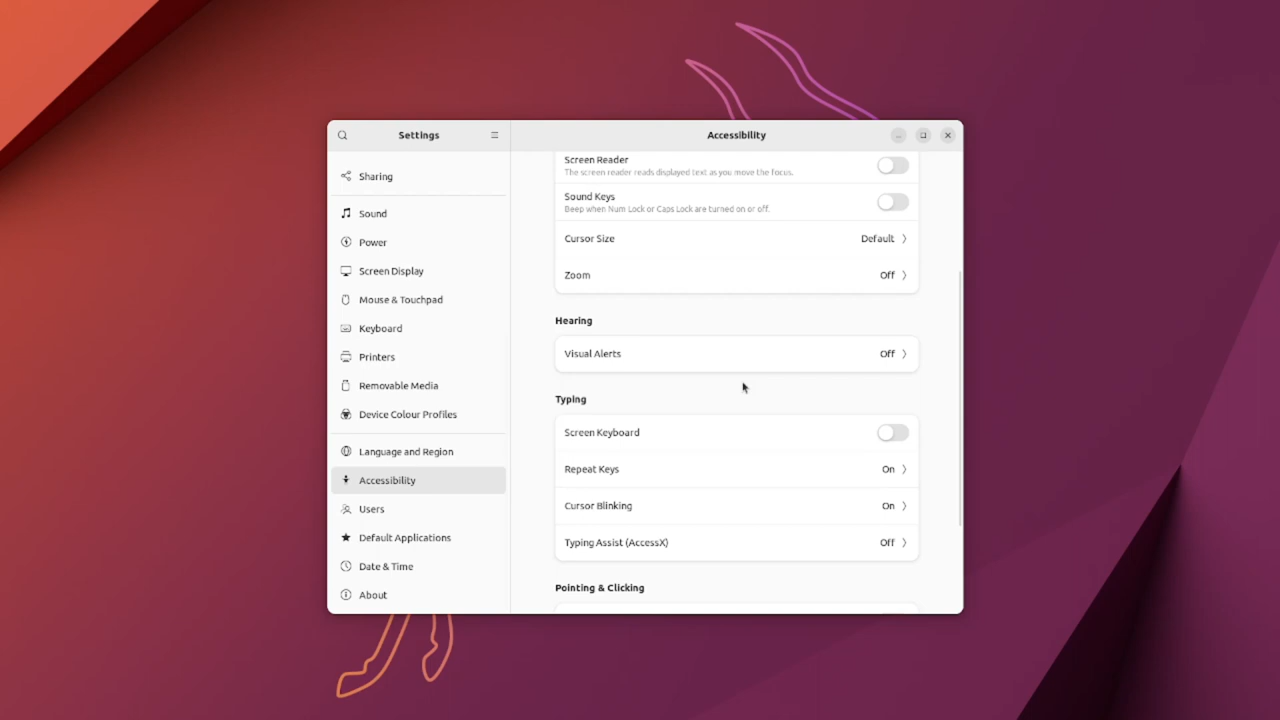 Settings
Accessibility
Sharing
Sound
Power
Screen Display
Mouse & Touchpad
Keyboard
Printers
Removable Media
Device Colour Profiles
Language and Region
Accessibility
Users
Default Applications
Date & Time
About
Screen Reader
The screen reader reads displayed text as you move the focus.
Sound Keys
Beep when Num Lock or Caps Lock are turned on or off.
Cursor Size Default
Zoom Off
Hearing
Visual Alerts Off
Typing
Screen Keyboard
Repeat Keys On
Cursor Blinking On
Typing Assist (AccessX) Off
Pointing & Clicking